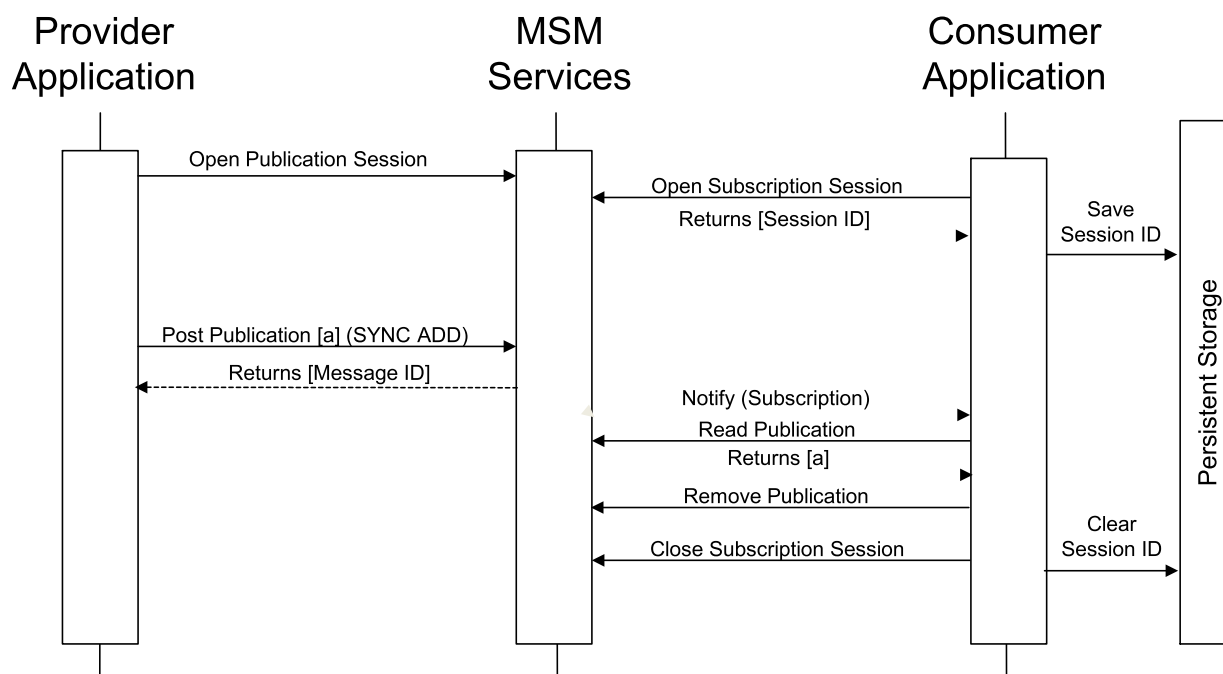 Provider
Application
MSM
Services
Consumer
Application
Open Publication Session
Open Subscription Session
Returns [Session ID]
Save
Session ID
Post Publication [a] (SYNC ADD)
Returns [Message ID]
Notify (Subscription)
Read Publication
Returns [a]
Remove Publication
Close Subscription Session
Clear
Session ID
Persistent Storage